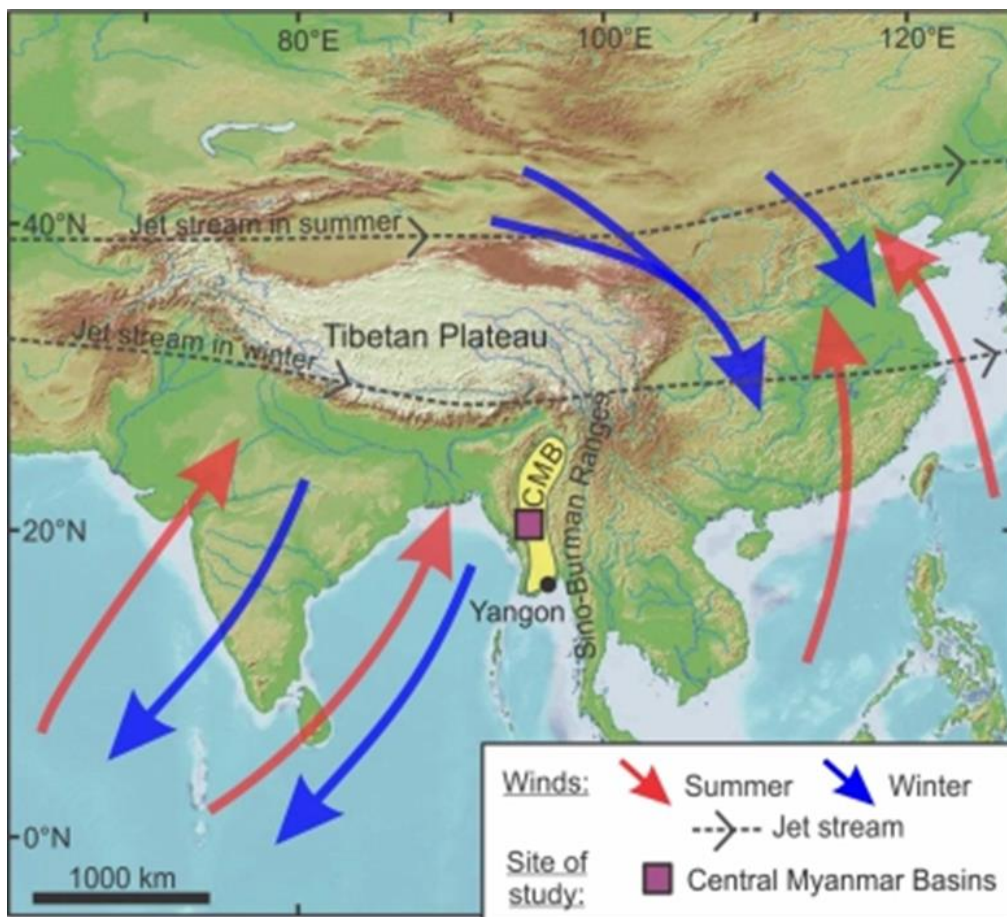 80°E
100°E
120°E
40°N
Jet stream in summer
Jet stream in winter
Tibetan Plateau
CMB
Sino-Burman Ranges
20°N
Yangon
0°N
1000 km
Winds:
Summer
Winter
Jet stream
Site of
study:
Central Myanmar Basins